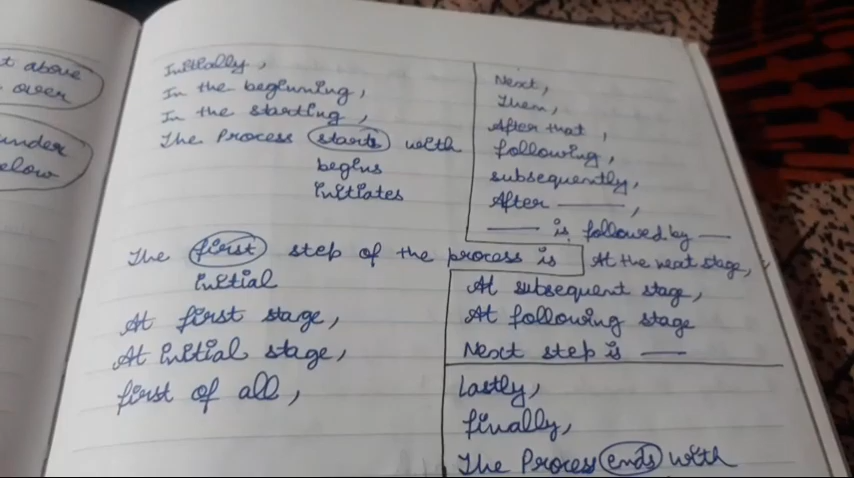 t above
over
under
elow
Initially,
In the beginning,
In the starting,
The Process starts with
begins
initiates
The first step of the process is
initial
At first stage,
At initial stage,
first of all,
Next,
Then,
After that,
following,
subsequently,
After ———,
—— is followed by ——
At the next stage,
At subsequent stage,
At following stage
Next step is ——
Lastly,
finally,
The Process ends with